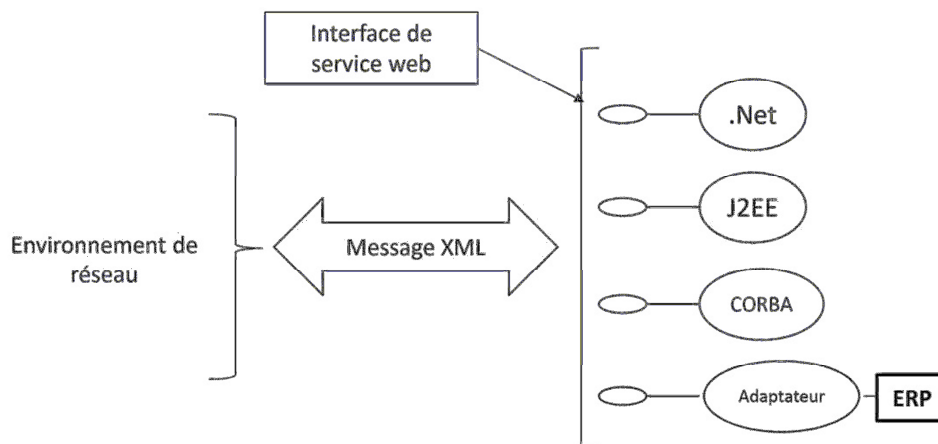 Interface de
service web
.Net
J2EE
Environnement de
réseau
Message XML
CORBA
Adaptateur
ERP